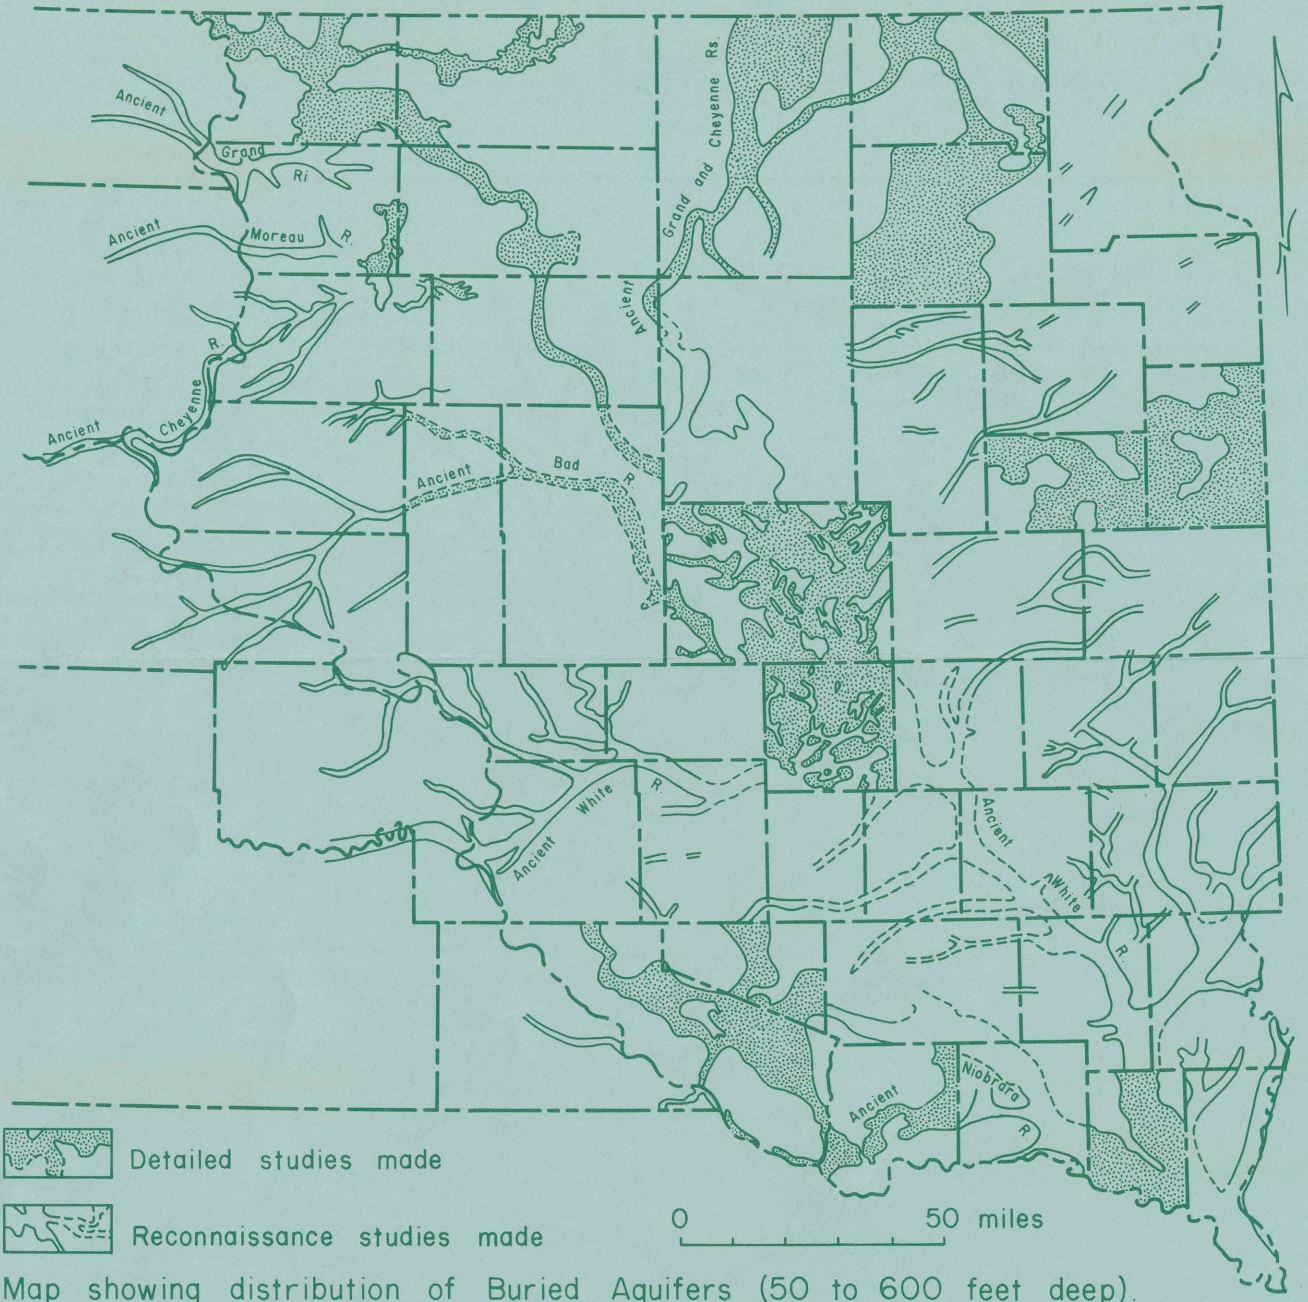 Grand and Cheyenne Rs.
Ancient
Ancient
Grand
Ri
Ancient
Moreau
R.
Ancient
Cheyenne
R.
Ancient
Bad
R.
Ancient
White
R.
Ancient
White
R.
Ancient
Niobrara
R.
Detailed studies made
Reconnaissance studies made
0 50 miles
Map showing distribution of Buried Aquifers (50 to 600 feet deep).